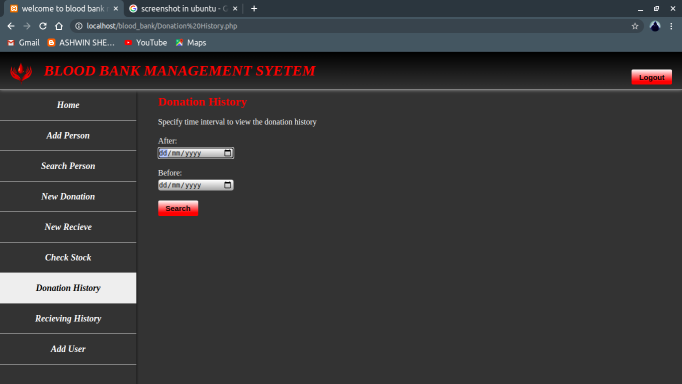 welcome to blood bank m
screenshot in ubuntu - G
localhost/blood_bank/Donation%20History.php
Gmail
ASHWIN SHE...
YouTube
Maps
BLOOD BANK MANAGEMENT SYETEM
Logout
Home
Add Person
Search Person
New Donation
New Recieve
Check Stock
Donation History
Recieving History
Add User
Donation History
Specify time interval to view the donation history
After:
dd/mm/yyyy
Before:
dd/mm/yyyy
Search